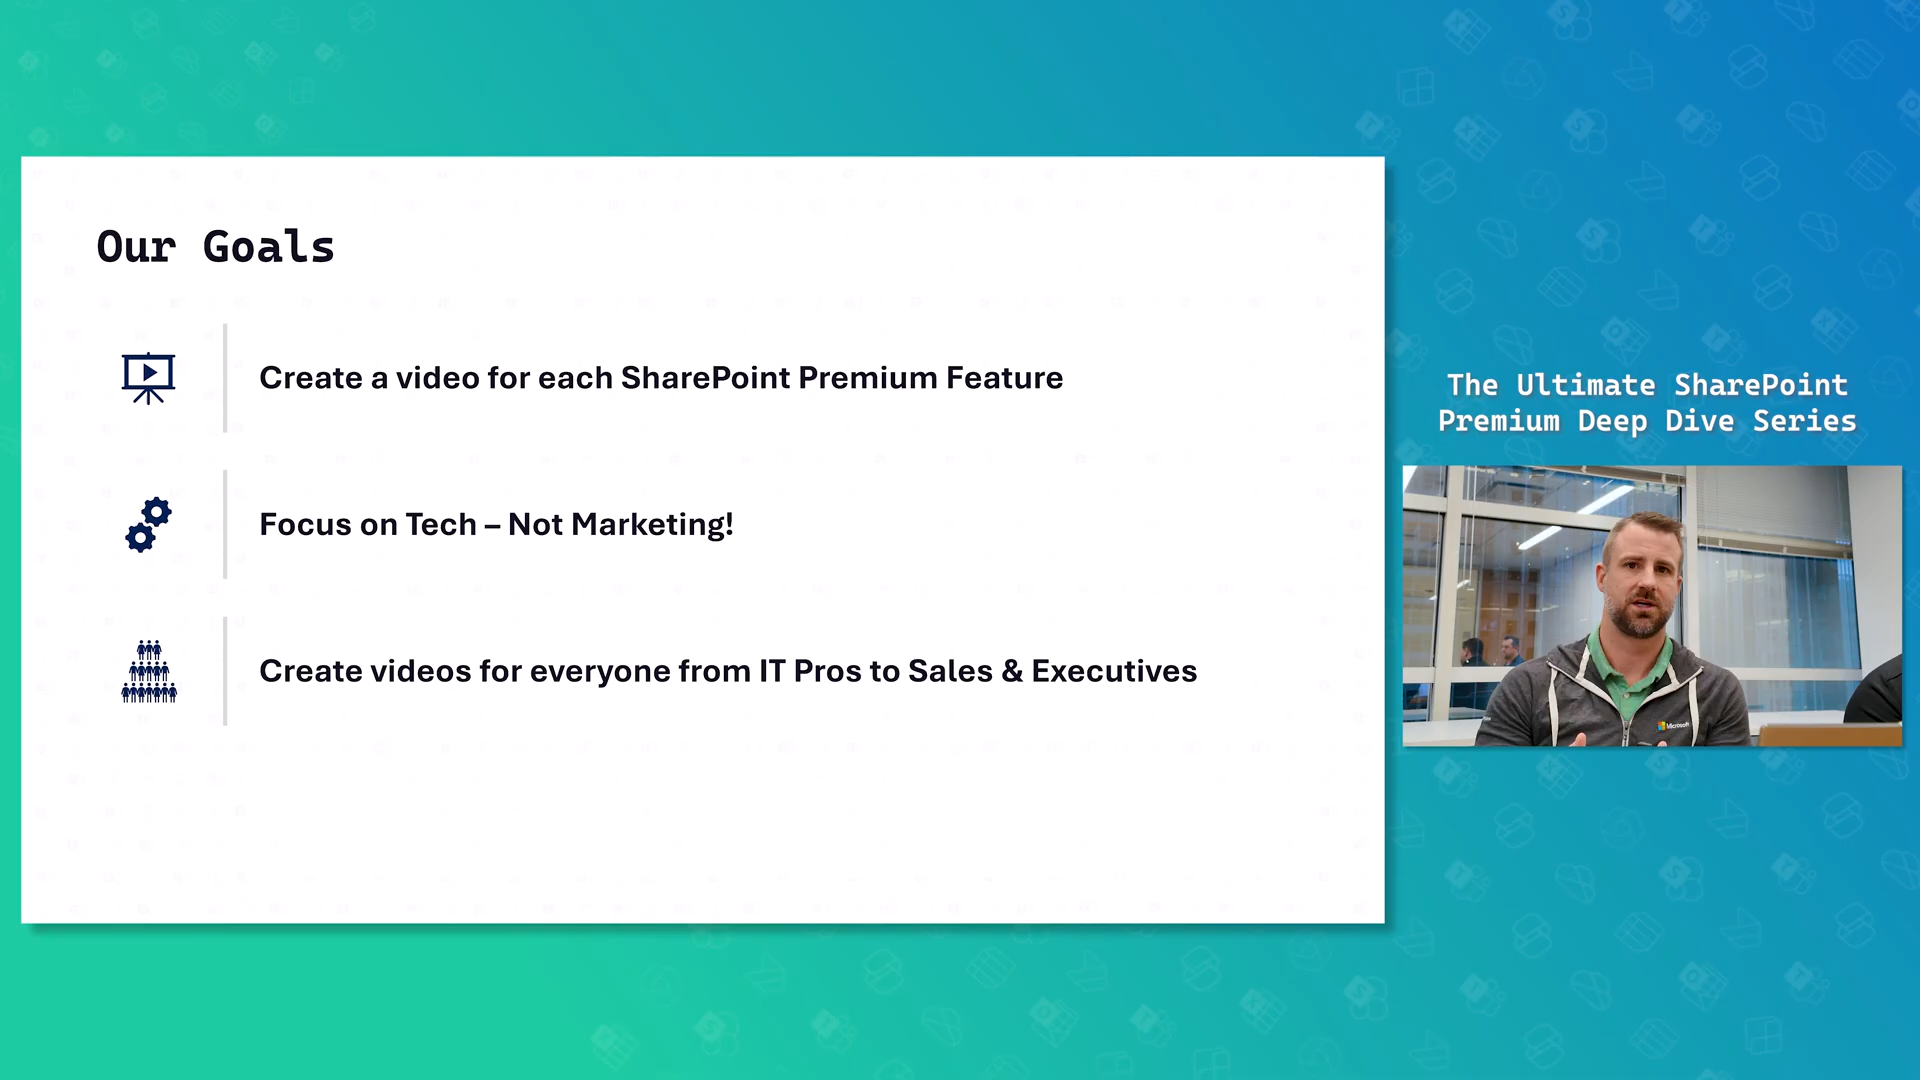 Our Goals
Create a video for each SharePoint Premium Feature
Focus on Tech – Not Marketing!
Create videos for everyone from IT Pros to Sales & Executives
The Ultimate SharePoint
Premium Deep Dive Series
Microsoft